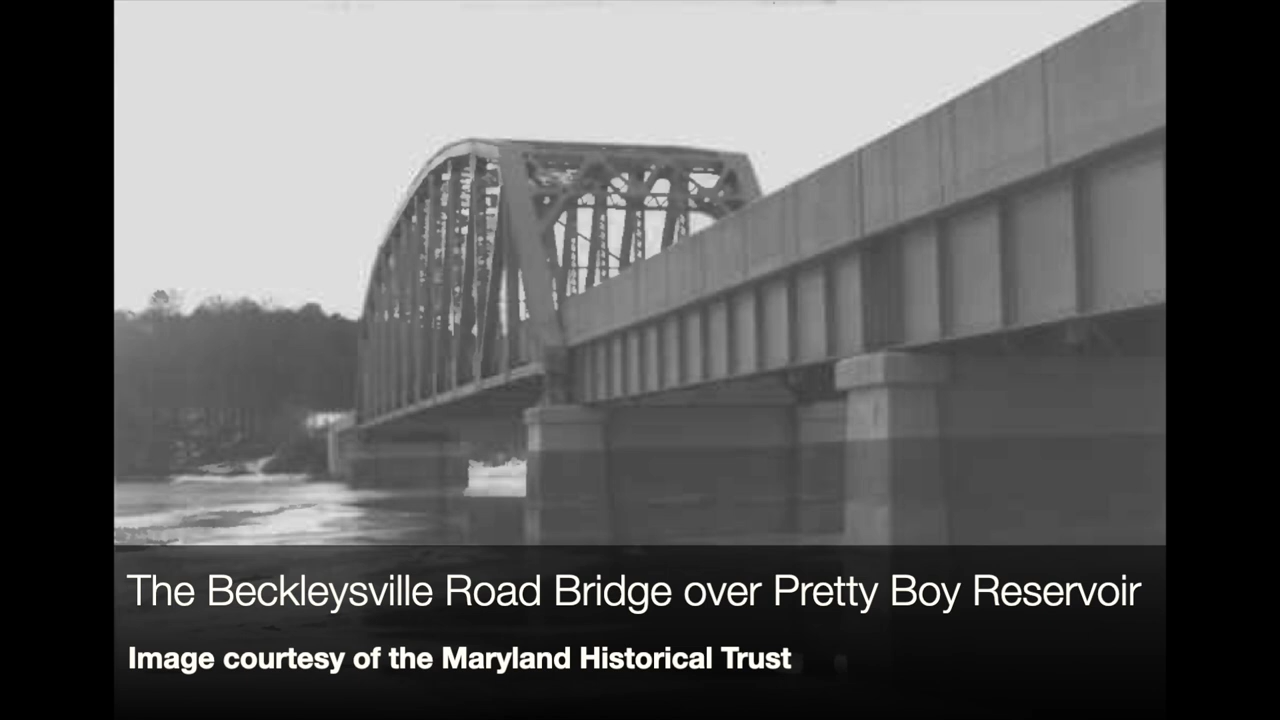 The Beckleysville Road Bridge over Pretty Boy Reservoir
Image courtesy of the Maryland Historical Trust